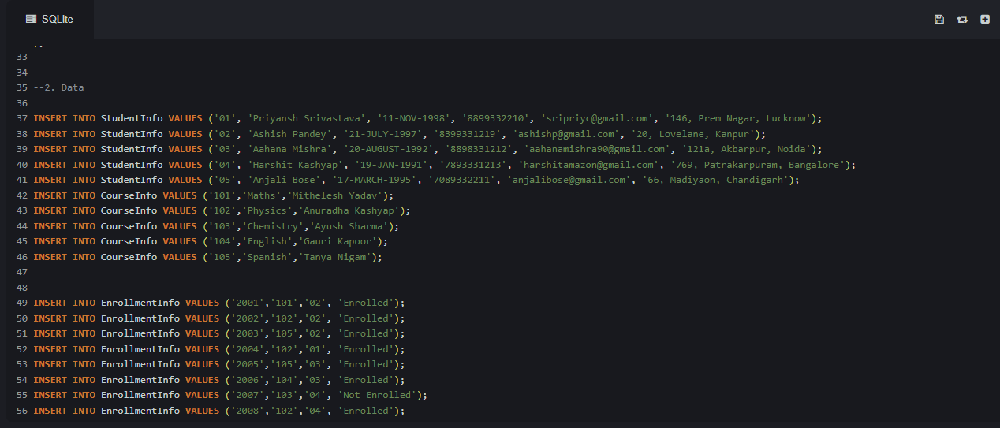 SQLite
);
33
34 -----------------------------------------------------------------------------------------------------------------------------------------
35 --2. Data
36
37 INSERT INTO StudentInfo VALUES ('01', 'Priyansh Srivastava', '11-NOV-1998', '8899332210', 'sripriyc@gmail.com', '146, Prem Nagar, Lucknow');
38 INSERT INTO StudentInfo VALUES ('02', 'Ashish Pandey', '21-JULY-1997', '8399331219', 'ashishp@gmail.com', '20, Lovelane, Kanpur');
39 INSERT INTO StudentInfo VALUES ('03', 'Aahana Mishra', '20-AUGUST-1992', '8898331212', 'aahanamishra90@gmail.com', '121a, Akbarpur, Noida');
40 INSERT INTO StudentInfo VALUES ('04', 'Harshit Kashyap', '19-JAN-1991', '7893331213', 'harshitamazon@gmail.com', '769, Patrakarpuram, Bangalore');
41 INSERT INTO StudentInfo VALUES ('05', 'Anjali Bose', '17-MARCH-1995', '7089332211', 'anjalibose@gmail.com', '66, Madiyaon, Chandigarh');
42 INSERT INTO CourseInfo VALUES ('101','Maths','Mithelesh Yadav');
43 INSERT INTO CourseInfo VALUES ('102','Physics','Anuradha Kashyap');
44 INSERT INTO CourseInfo VALUES ('103','Chemistry','Ayush Sharma');
45 INSERT INTO CourseInfo VALUES ('104','English','Gauri Kapoor');
46 INSERT INTO CourseInfo VALUES ('105','Spanish','Tanya Nigam');
47
48
49 INSERT INTO EnrollmentInfo VALUES ('2001','101','02', 'Enrolled');
50 INSERT INTO EnrollmentInfo VALUES ('2002','102','02', 'Enrolled');
51 INSERT INTO EnrollmentInfo VALUES ('2003','105','02', 'Enrolled');
52 INSERT INTO EnrollmentInfo VALUES ('2004','102','01', 'Enrolled');
53 INSERT INTO EnrollmentInfo VALUES ('2005','105','03', 'Enrolled');
54 INSERT INTO EnrollmentInfo VALUES ('2006','104','03', 'Enrolled');
55 INSERT INTO EnrollmentInfo VALUES ('2007','103','04', 'Not Enrolled');
56 INSERT INTO EnrollmentInfo VALUES ('2008','102','04', 'Enrolled');